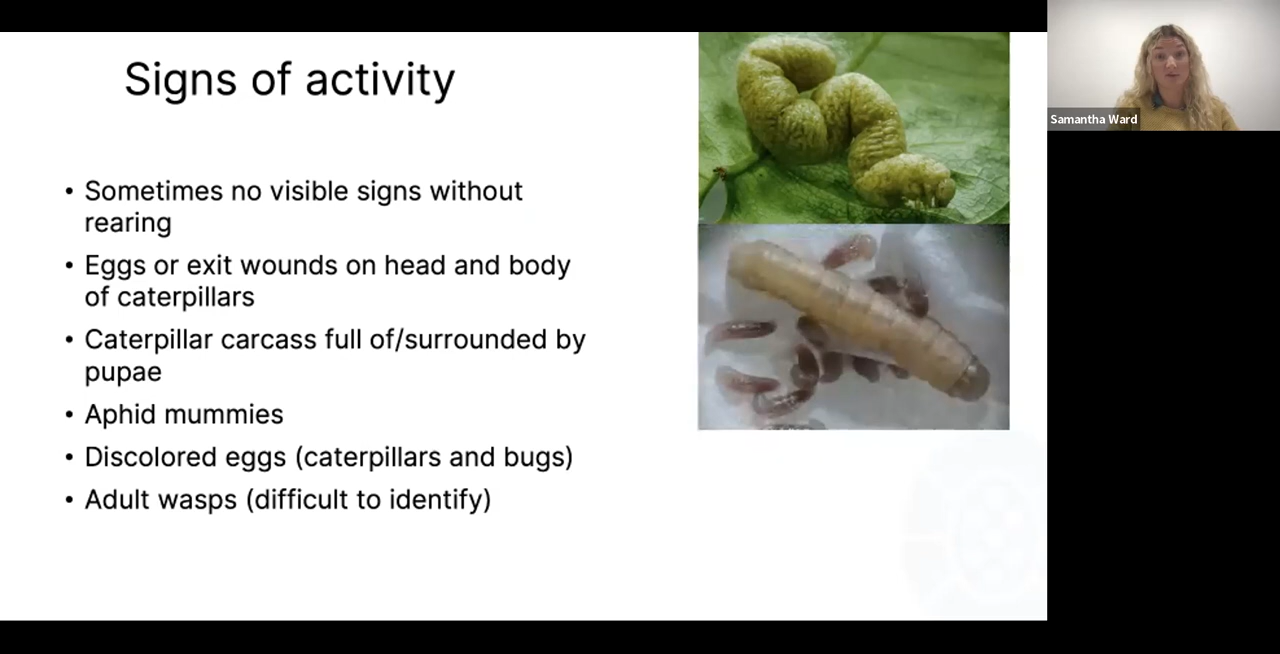 Signs of activity
• Sometimes no visible signs without
rearing
• Eggs or exit wounds on head and body
of caterpillars
• Caterpillar carcass full of/surrounded by
pupae
• Aphid mummies
• Discolored eggs (caterpillars and bugs)
• Adult wasps (difficult to identify)
Samantha Ward